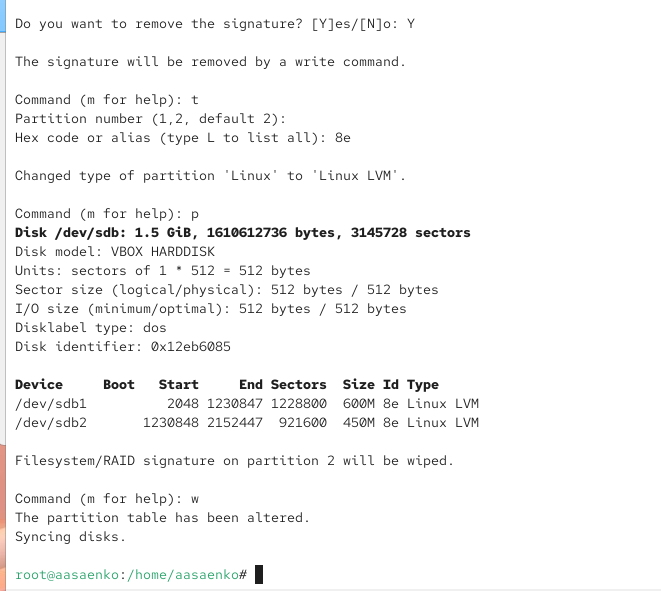 Do you want to remove the signature? [Y]es/[N]o: Y
The signature will be removed by a write command.
Command (m for help): t
Partition number (1,2, default 2):
Hex code or alias (type L to list all): 8e
Changed type of partition 'Linux' to 'Linux LVM'.
Command (m for help): p
Disk /dev/sdb: 1.5 GiB, 1610612736 bytes, 3145728 sectors
Disk model: VBOX HARDDISK
Units: sectors of 1 * 512 = 512 bytes
Sector size (logical/physical): 512 bytes / 512 bytes
I/O size (minimum/optimal): 512 bytes / 512 bytes
Disklabel type: dos
Disk identifier: 0x12eb6085
Device     Boot   Start     End Sectors  Size Id Type
/dev/sdb1          2048 1230847 1228800  600M 8e Linux LVM
/dev/sdb2       1230848 2152447  921600  450M 8e Linux LVM
Filesystem/RAID signature on partition 2 will be wiped.
Command (m for help): w
The partition table has been altered.
Syncing disks.
root@aasaenko:/home/aasaenko#